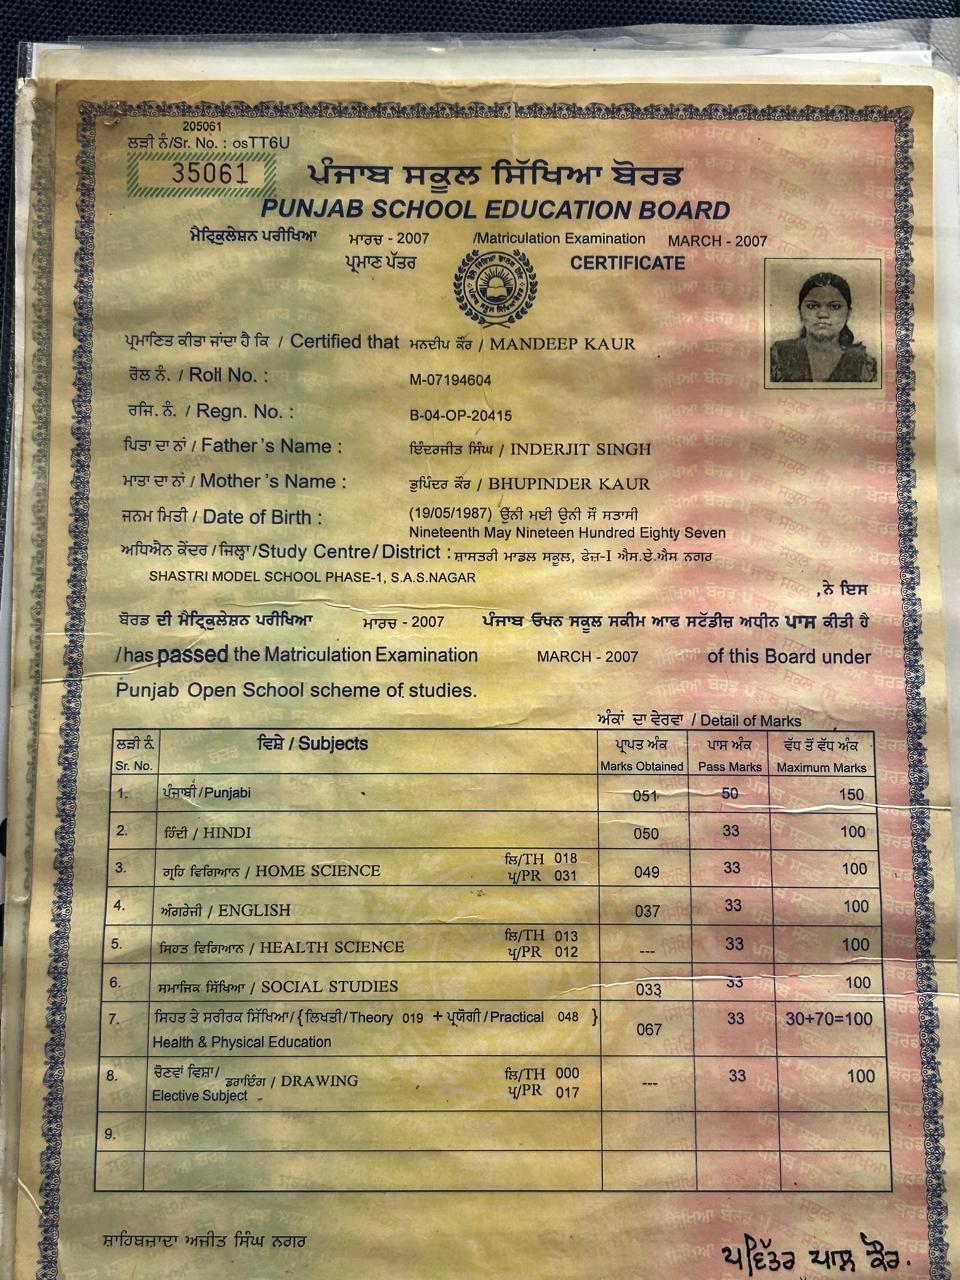 205061
ਲੜੀ ਨੰ/Sr. No. : osTT6U
35061
ਪੰਜਾਬ ਸਕੂਲ ਸਿੱਖਿਆ ਬੋਰਡ
PUNJAB SCHOOL EDUCATION BOARD
ਮੈਟ੍ਰਿਕੁਲੇਸ਼ਨ ਪਰੀਖਿਆ ਮਾਰਚ - 2007 /Matriculation Examination MARCH - 2007
ਪ੍ਰਮਾਣ ਪੱਤਰ CERTIFICATE
ਪ੍ਰਮਾਣਿਤ ਕੀਤਾ ਜਾਂਦਾ ਹੈ ਕਿ / Certified that ਮਨਦੀਪ ਕੌਰ / MANDEEP KAUR
ਰੋਲ ਨੰ. / Roll No. : M-07194604
ਰਜਿ. ਨੰ. / Regn. No. : B-04-OP-20415
ਪਿਤਾ ਦਾ ਨਾਂ / Father's Name : ਇੰਦਰਜੀਤ ਸਿੰਘ / INDERJIT SINGH
ਮਾਤਾ ਦਾ ਨਾਂ / Mother's Name : ਭੁਪਿੰਦਰ ਕੌਰ / BHUPINDER KAUR
ਜਨਮ ਮਿਤੀ / Date of Birth : (19/05/1987) ਉੱਨੀ ਮਈ ਉਨੀ ਸੌ ਸਤਾਸੀ
Nineteenth May Nineteen Hundred Eighty Seven
ਅਧਿਐਨ ਕੇਂਦਰ / ਜਿਲ੍ਹਾ /Study Centre/ District : ਸ਼ਾਸਤਰੀ ਮਾਡਲ ਸਕੂਲ, ਫੇਜ਼-I ਐਸ.ਏ.ਐਸ ਨਗਰ
SHASTRI MODEL SCHOOL PHASE-1, S.A.S.NAGAR
,ਨੇ ਇਸ
ਬੋਰਡ ਦੀ ਮੈਟ੍ਰਿਕੁਲੇਸ਼ਨ ਪਰੀਖਿਆ ਮਾਰਚ - 2007 ਪੰਜਾਬ ਓਪਨ ਸਕੂਲ ਸਕੀਮ ਆਫ ਸਟੱਡੀਜ਼ ਅਧੀਨ ਪਾਸ ਕੀਤੀ ਹੈ
/has passed the Matriculation Examination MARCH - 2007 of this Board under
Punjab Open School scheme of studies.
ਅੰਕਾਂ ਦਾ ਵੇਰਵਾ / Detail of Marks
ਲੜੀ ਨੰ. ਵਿਸ਼ੇ / Subjects ਪ੍ਰਾਪਤ ਅੰਕ ਪਾਸ ਅੰਕ ਵੱਧ ਤੋਂ ਵੱਧ ਅੰਕ
Sr. No. Marks Obtained Pass Marks Maximum Marks
1. ਪੰਜਾਬੀ/Punjabi 051 50 150
2. ਹਿੰਦੀ / HINDI 050 33 100
3. ਗ੍ਰਹਿ ਵਿਗਿਆਨ / HOME SCIENCE ਲਿ/TH 018 049 33 100
ਪ੍ਰ/PR 031
4. ਅੰਗਰੇਜੀ / ENGLISH 037 33 100
5. ਸਿਹਤ ਵਿਗਿਆਨ / HEALTH SCIENCE ਲਿ/TH 013 --- 33 100
ਪ੍ਰ/PR 012
6. ਸਮਾਜਿਕ ਸਿੱਖਿਆ / SOCIAL STUDIES 033 33 100
7. ਸਿਹਤ ਤੇ ਸਰੀਰਕ ਸਿੱਖਿਆ/{ਲਿਖਤੀ/Theory 019 + ਪ੍ਰਯੋਗੀ/Practical 048 } 067 33 30+70=100
Health & Physical Education
8. ਚੋਣਵਾਂ ਵਿਸ਼ਾ/ ਡਰਾਇੰਗ / DRAWING ਲਿ/TH 000 --- 33 100
Elective Subject ਪ੍ਰ/PR 017
9.
ਸਾਹਿਬਜ਼ਾਦਾ ਅਜੀਤ ਸਿੰਘ ਨਗਰ
ਪਵਿੱਤਰ ਪਾਲ ਕੌਰ.